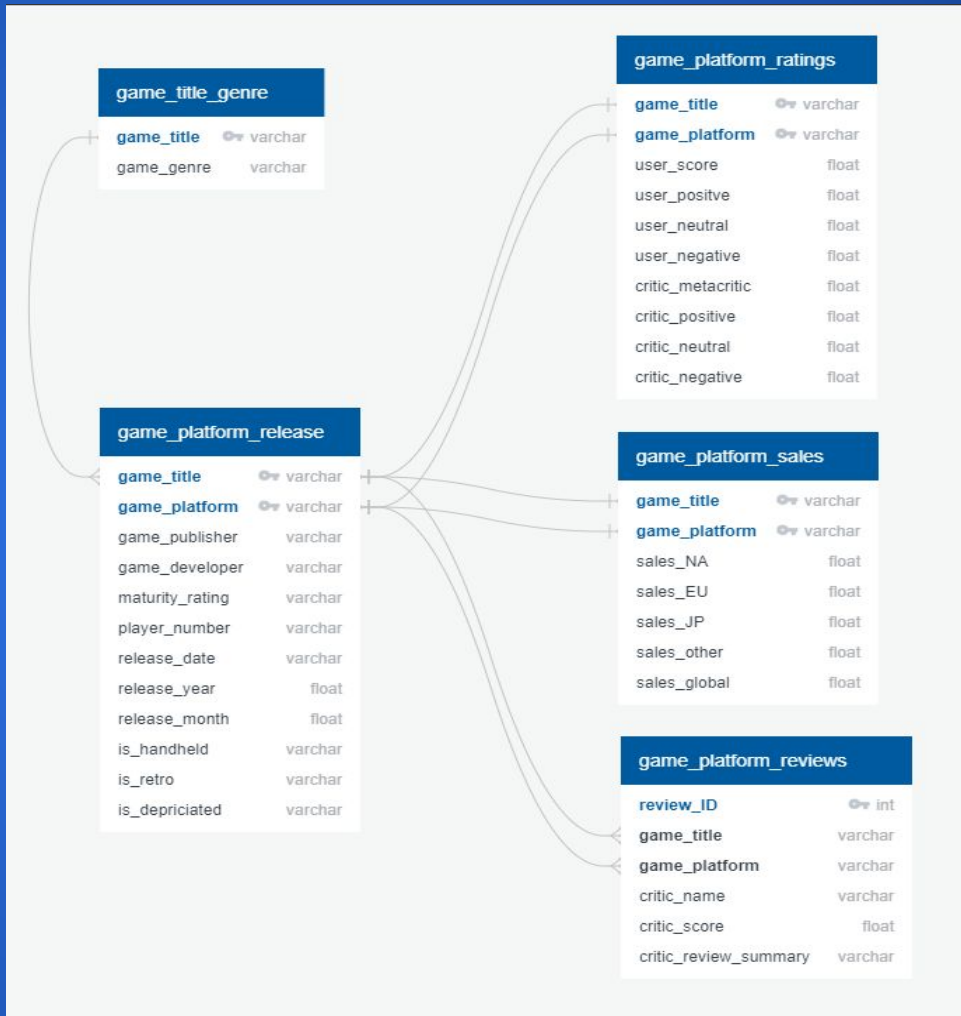 game_title_genre
game_title varchar
game_genre varchar
game_platform_release
game_title varchar
game_platform varchar
game_publisher varchar
game_developer varchar
maturity_rating varchar
player_number varchar
release_date varchar
release_year float
release_month float
is_handheld varchar
is_retro varchar
is_depriciated varchar
game_platform_ratings
game_title varchar
game_platform varchar
user_score float
user_positve float
user_neutral float
user_negative float
critic_metacritic float
critic_positive float
critic_neutral float
critic_negative float
game_platform_sales
game_title varchar
game_platform varchar
sales_NA float
sales_EU float
sales_JP float
sales_other float
sales_global float
game_platform_reviews
review_ID int
game_title varchar
game_platform varchar
critic_name varchar
critic_score float
critic_review_summary varchar